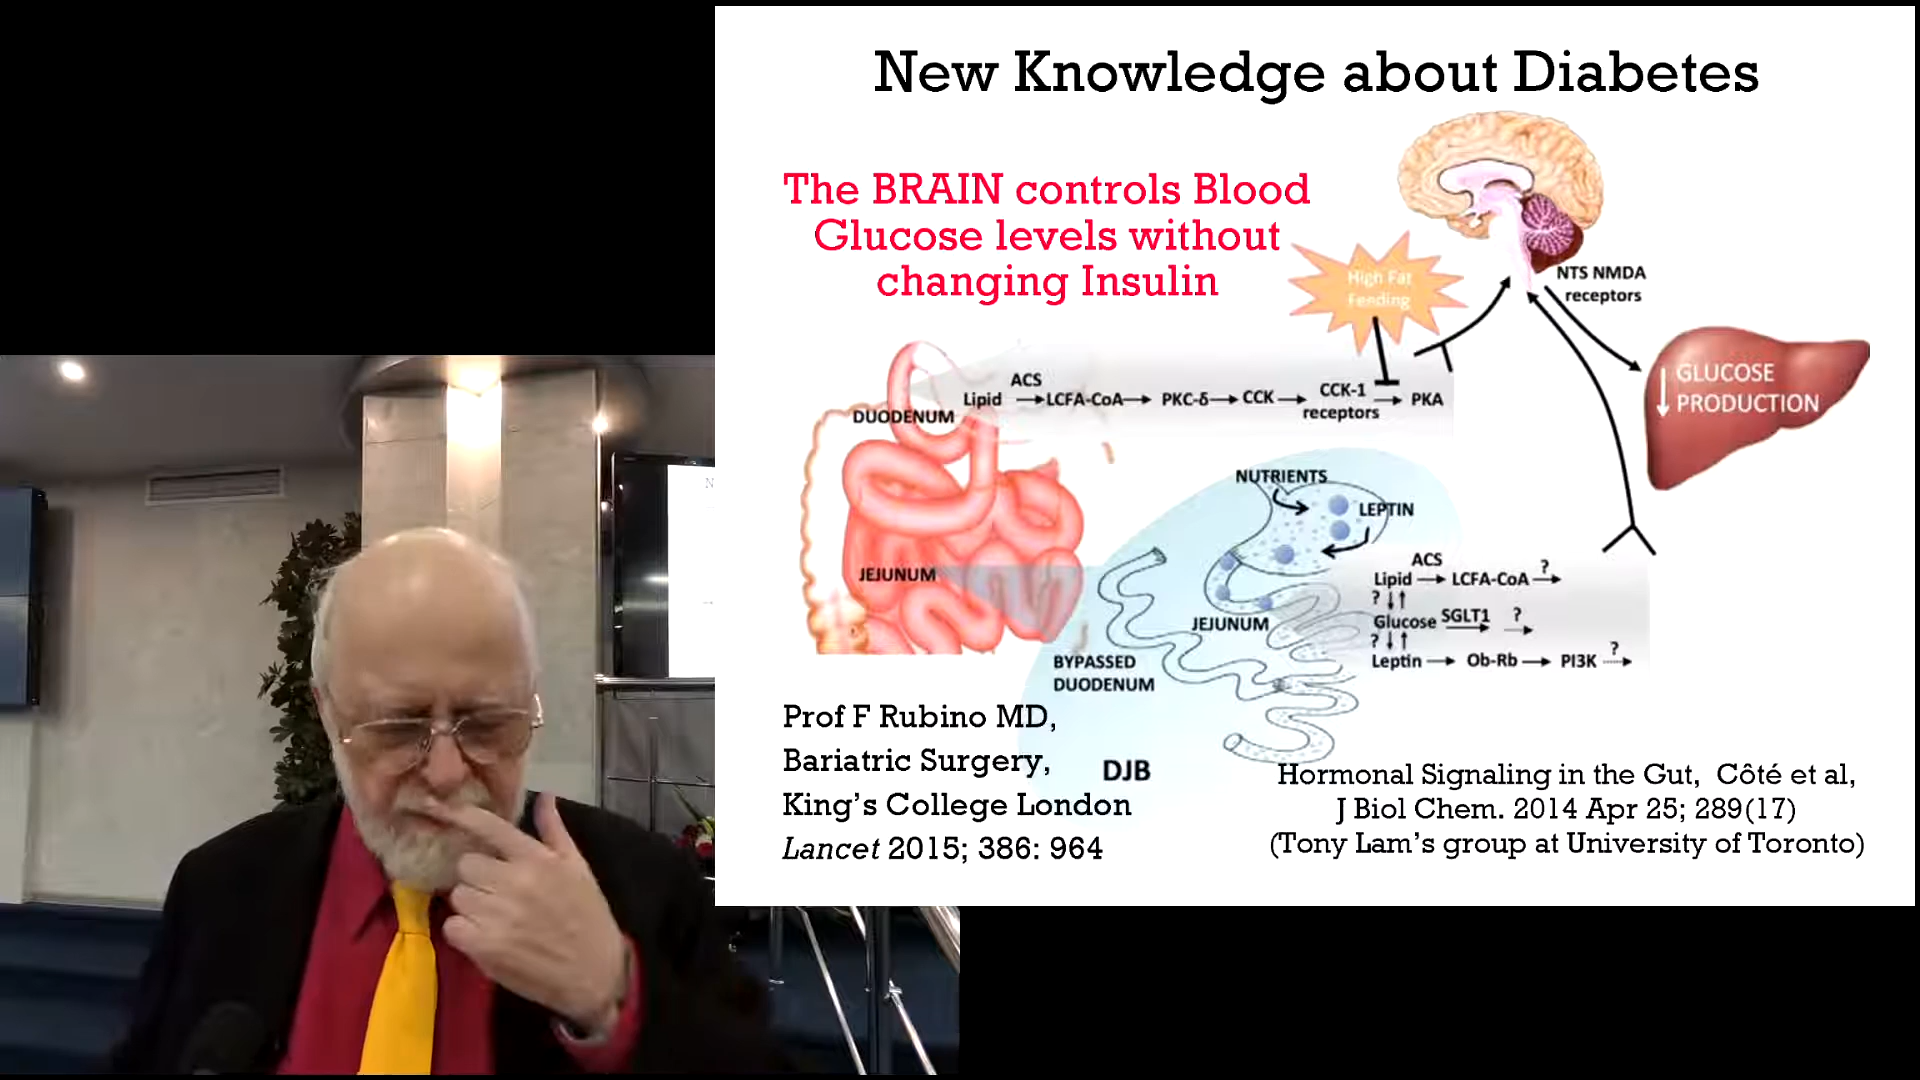 New Knowledge about Diabetes
The BRAIN controls Blood
Glucose levels without
changing Insulin
High Fat
Feeding
NTS NMDA
receptors
GLUCOSE
PRODUCTION
DUODENUM
ACS
Lipid → LCFA-CoA → PKC-δ → CCK → CCK-1 receptors → PKA
NUTRIENTS
LEPTIN
JEJUNUM
JEJUNUM
BYPASSED
DUODENUM
ACS
Lipid → LCFA-CoA ? →
? ↓↑
Glucose SGLT1 → ? →
? ↓↑
Leptin → Ob-Rb → PI3K ? →
DJB
Prof F Rubino MD,
Bariatric Surgery,
King's College London
Lancet 2015; 386: 964
Hormonal Signaling in the Gut, Côté et al,
J Biol Chem. 2014 Apr 25; 289(17)
(Tony Lam's group at University of Toronto)